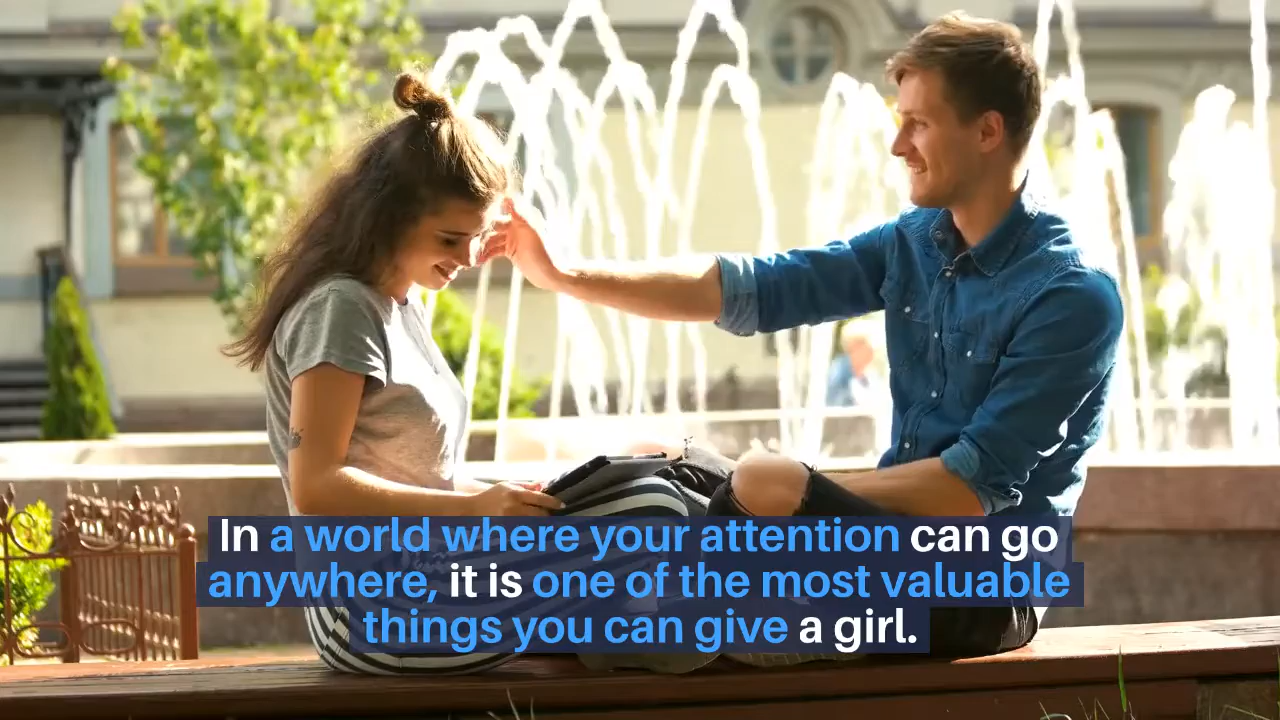 In a world where your attention can go
anywhere, it is one of the most valuable
things you can give a girl.